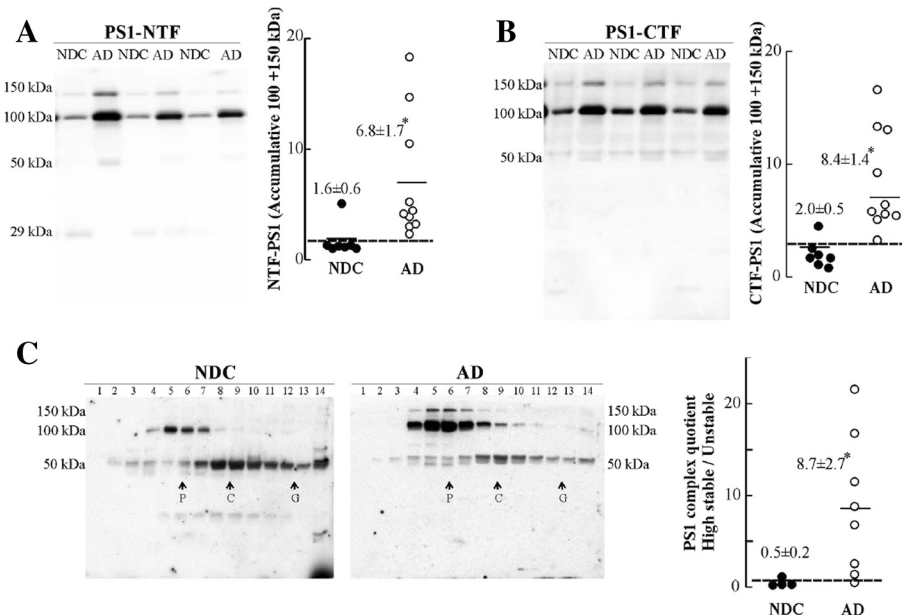 A
PS1-NTF
NDC AD NDC AD NDC AD
150 kDa
100 kDa
50 kDa
29 kDa
NTF-PS1 (Accumulative 100 +150 kDa)
20
10
0
6.8±1.7*
1.6±0.6
NDC AD
B
PS1-CTF
NDC AD NDC AD NDC AD
150 kDa
100 kDa
50 kDa
CTF-PS1 (Accumulative 100 +150 kDa)
20
10
0
8.4±1.4*
2.0±0.5
NDC AD
C
NDC
1 2 3 4 5 6 7 8 9 10 11 12 13 14
150 kDa
100 kDa
50 kDa
P C G
AD
1 2 3 4 5 6 7 8 9 10 11 12 13 14
150 kDa
100 kDa
50 kDa
P C G
PS1 complex quotient
High stable / Unstable
20
10
0
8.7±2.7*
0.5±0.2
NDC AD